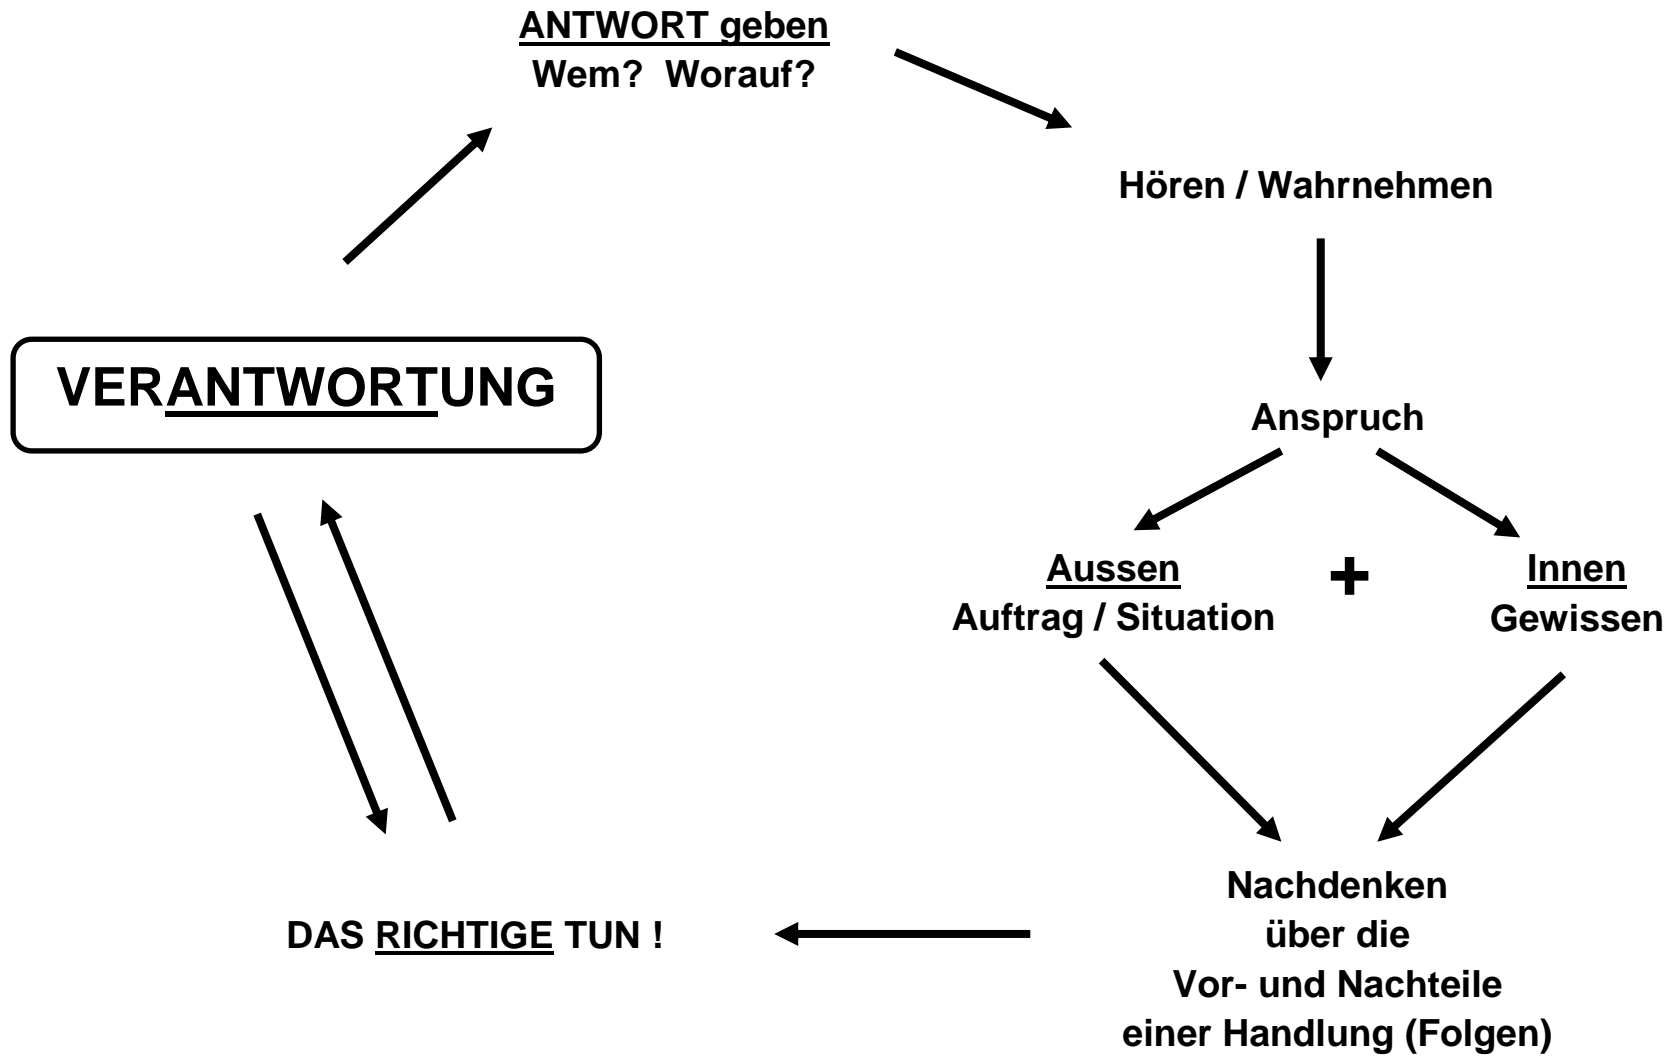 ANTWORT geben
Wem? Worauf?
Hören / Wahrnehmen
VERANTWORTUNG
Anspruch
Aussen
Auftrag / Situation
+
Innen
Gewissen
Nachdenken
über die
Vor- und Nachteile
einer Handlung (Folgen)
DAS RICHTIGE TUN !